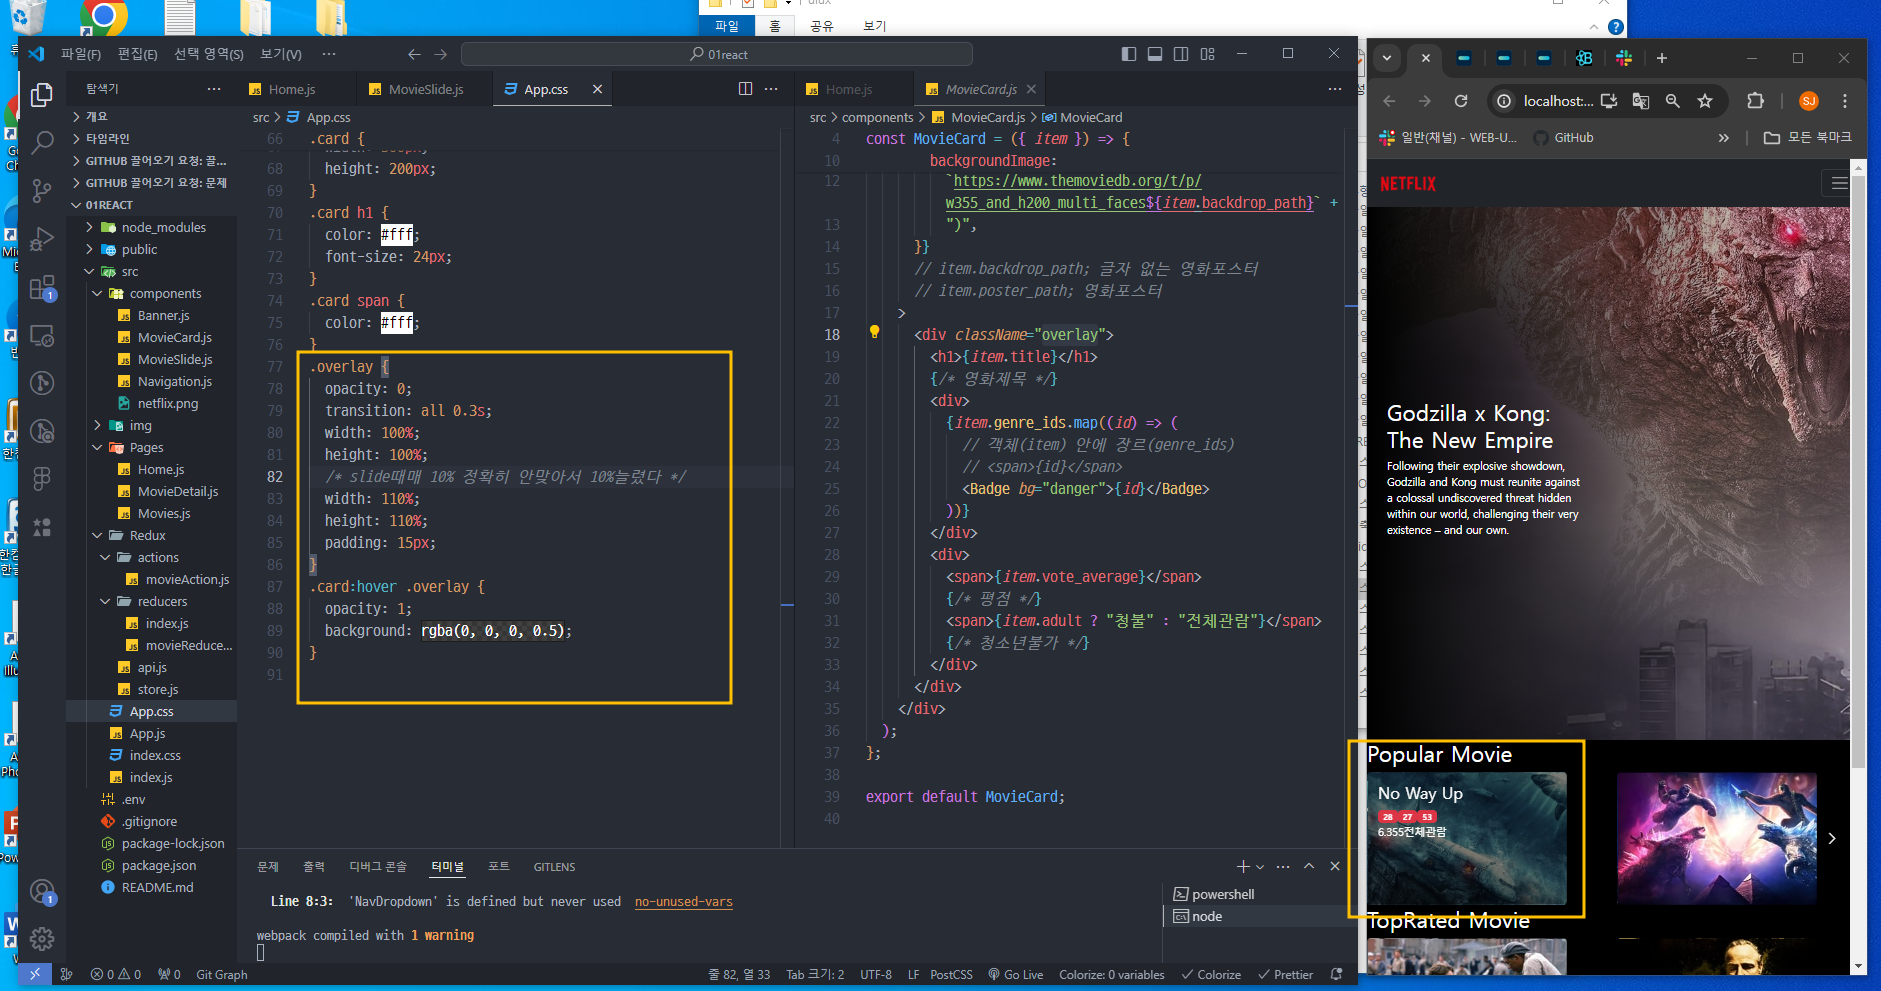 파일 홈 공유 보기
파일(F) 편집(E) 선택 영역(S) 보기(V) ···
01react
탐색기 ···
개요
타임라인
GITHUB 끌어오기 요청: 끌...
GITHUB 끌어오기 요청: 문제
01REACT
node_modules
public
src
components
Banner.js
MovieCard.js
MovieSlide.js
Navigation.js
netflix.png
img
Pages
Home.js
MovieDetail.js
Movies.js
Redux
actions
movieAction.js
reducers
index.js
movieReduce...
api.js
store.js
App.css
App.js
index.css
index.js
.env
.gitignore
package-lock.json
package.json
README.md
Home.js MovieSlide.js App.css
src > App.css
66 .card {
68 height: 200px;
69 }
70 .card h1 {
71 color: #fff;
72 font-size: 24px;
73 }
74 .card span {
75 color: #fff;
76 }
77 .overlay {
78 opacity: 0;
79 transition: all 0.3s;
80 width: 100%;
81 height: 100%;
82 /* slide때매 10% 정확히 안맞아서 10%늘렸다 */
83 width: 110%;
84 height: 110%;
85 padding: 15px;
86 }
87 .card:hover .overlay {
88 opacity: 1;
89 background: rgba(0, 0, 0, 0.5);
90 }
91
Home.js MovieCard.js
src > components > MovieCard.js > MovieCard
4 const MovieCard = ({ item }) => {
10 backgroundImage:
12 `https://www.themoviedb.org/t/p/
w355_and_h200_multi_faces${item.backdrop_path}` +
13 ")",
14 }}
15 // item.backdrop_path; 글자 없는 영화포스터
16 // item.poster_path; 영화포스터
17 >
18 <div className="overlay">
19 <h1>{item.title}</h1>
20 {/* 영화제목 */}
21 <div>
22 {item.genre_ids.map((id) => (
23 // 객체(item) 안에 장르(genre_ids)
24 // <span>{id}</span>
25 <Badge bg="danger">{id}</Badge>
26 ))}
27 </div>
28 <div>
29 <span>{item.vote_average}</span>
30 {/* 평점 */}
31 <span>{item.adult ? "청불" : "전체관람"}</span>
32 {/* 청소년불가 */}
33 </div>
34 </div>
35 </div>
36 );
37 };
38
39 export default MovieCard;
40
문제 출력 디버그 콘솔 터미널 포트 GITLENS
Line 8:3: 'NavDropdown' is defined but never used no-unused-vars
webpack compiled with 1 warning
powershell
node
0 0 0 Git Graph
줄 82, 열 33 Tab 크기: 2 UTF-8 LF PostCSS Go Live Colorize: 0 variables Colorize Prettier
localhost:...
SJ
일반(채널) - WEB-U... GitHub » 모든 북마크
NETFLIX
Godzilla x Kong:
The New Empire
Following their explosive showdown,
Godzilla and Kong must reunite against
a colossal undiscovered threat hidden
within our world, challenging their very
existence – and our own.
Popular Movie
No Way Up
28 27 53
6.355전체관람
TopRated Movie